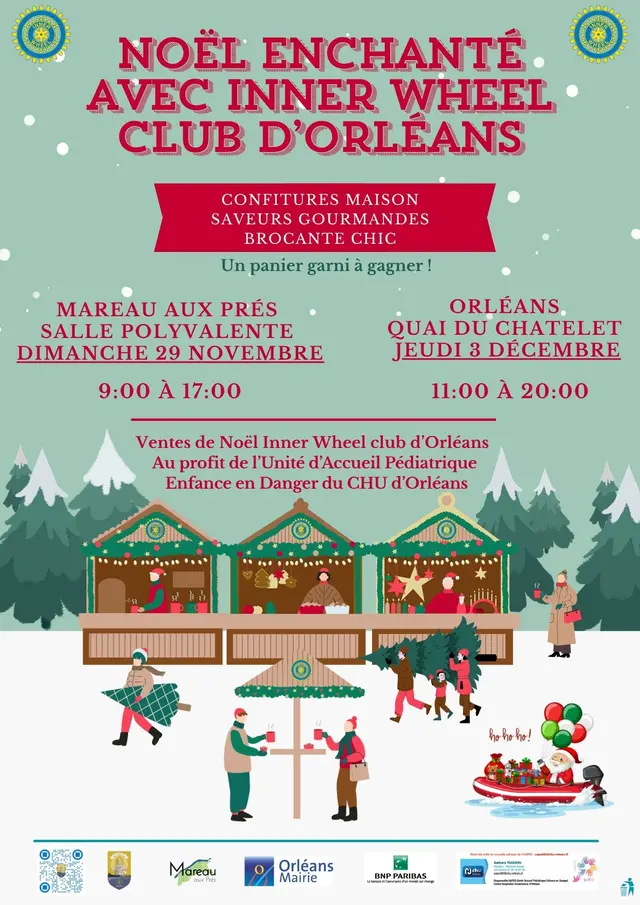 NOËL ENCHANTÉ
AVEC INNER WHEEL
CLUB D'ORLÉANS
CONFITURES MAISON
SAVEURS GOURMANDES
BROCANTE CHIC
Un panier garni à gagner !
MAREAU AUX PRÉS
SALLE POLYVALENTE
DIMANCHE 29 NOVEMBRE
9:00 À 17:00
ORLÉANS
QUAI DU CHATELET
JEUDI 3 DÉCEMBRE
11:00 À 20:00
Ventes de Noël Inner Wheel club d'Orléans
Au profit de l'Unité d'Accueil Pédiatrique
Enfance en Danger du CHU d'Orléans
ho ho ho !
Mareau
aux Prés
Orléans
Mairie
BNP PARIBAS
chu